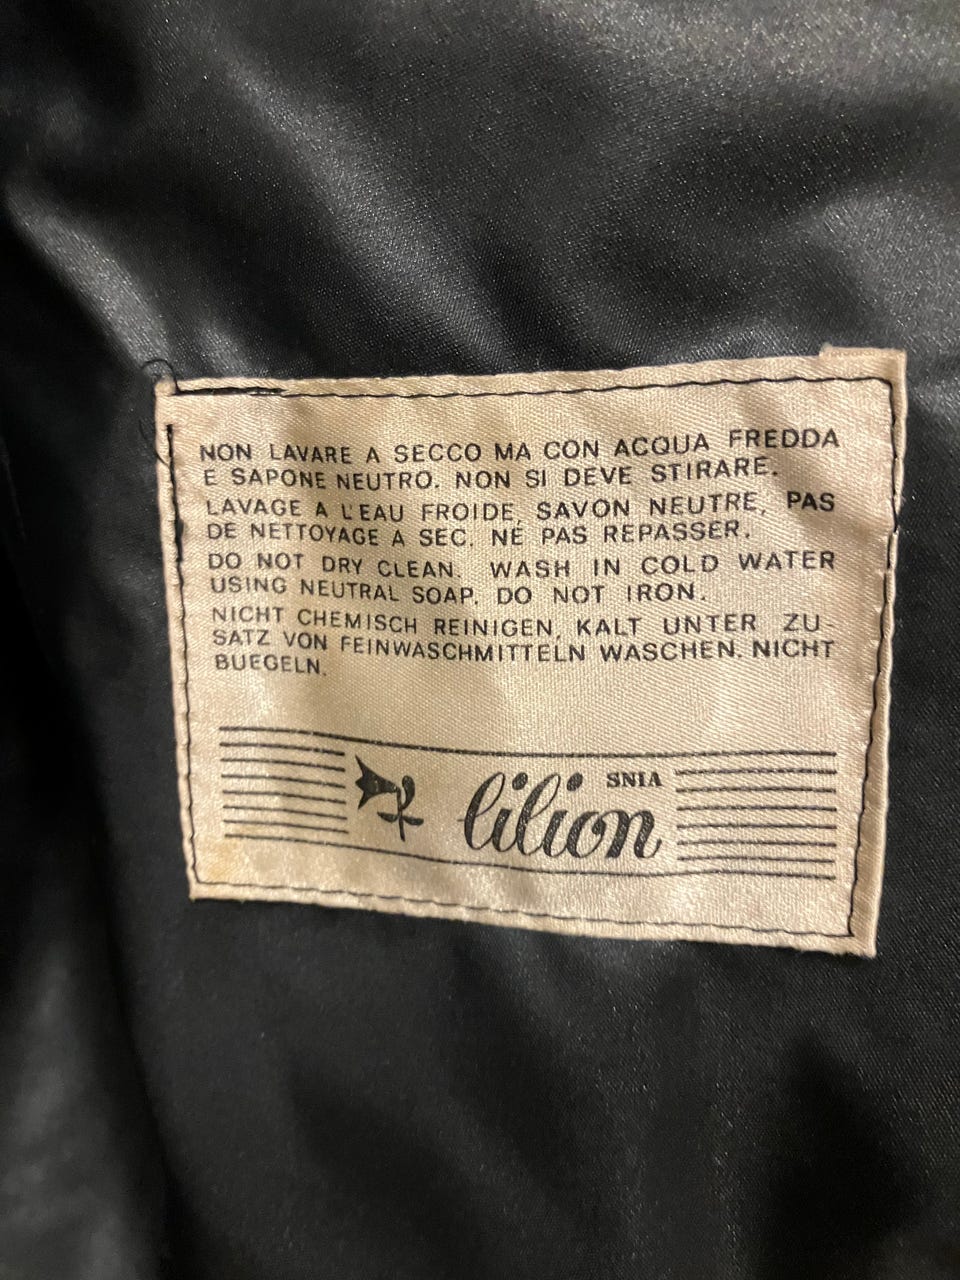 NON LAVARE A SECCO MA CON ACQUA FREDDA
E SAPONE NEUTRO. NON SI DEVE STIRARE.
LAVAGE A L'EAU FROIDE, SAVON NEUTRE, PAS
DE NETTOYAGE A SEC. NE PAS REPASSER.
DO NOT DRY CLEAN. WASH IN COLD WATER
USING NEUTRAL SOAP. DO NOT IRON.
NICHT CHEMISCH REINIGEN, KALT UNTER ZU-
SATZ VON FEINWASCHMITTELN WASCHEN. NICHT
BUEGELN.
SNIA
lilion